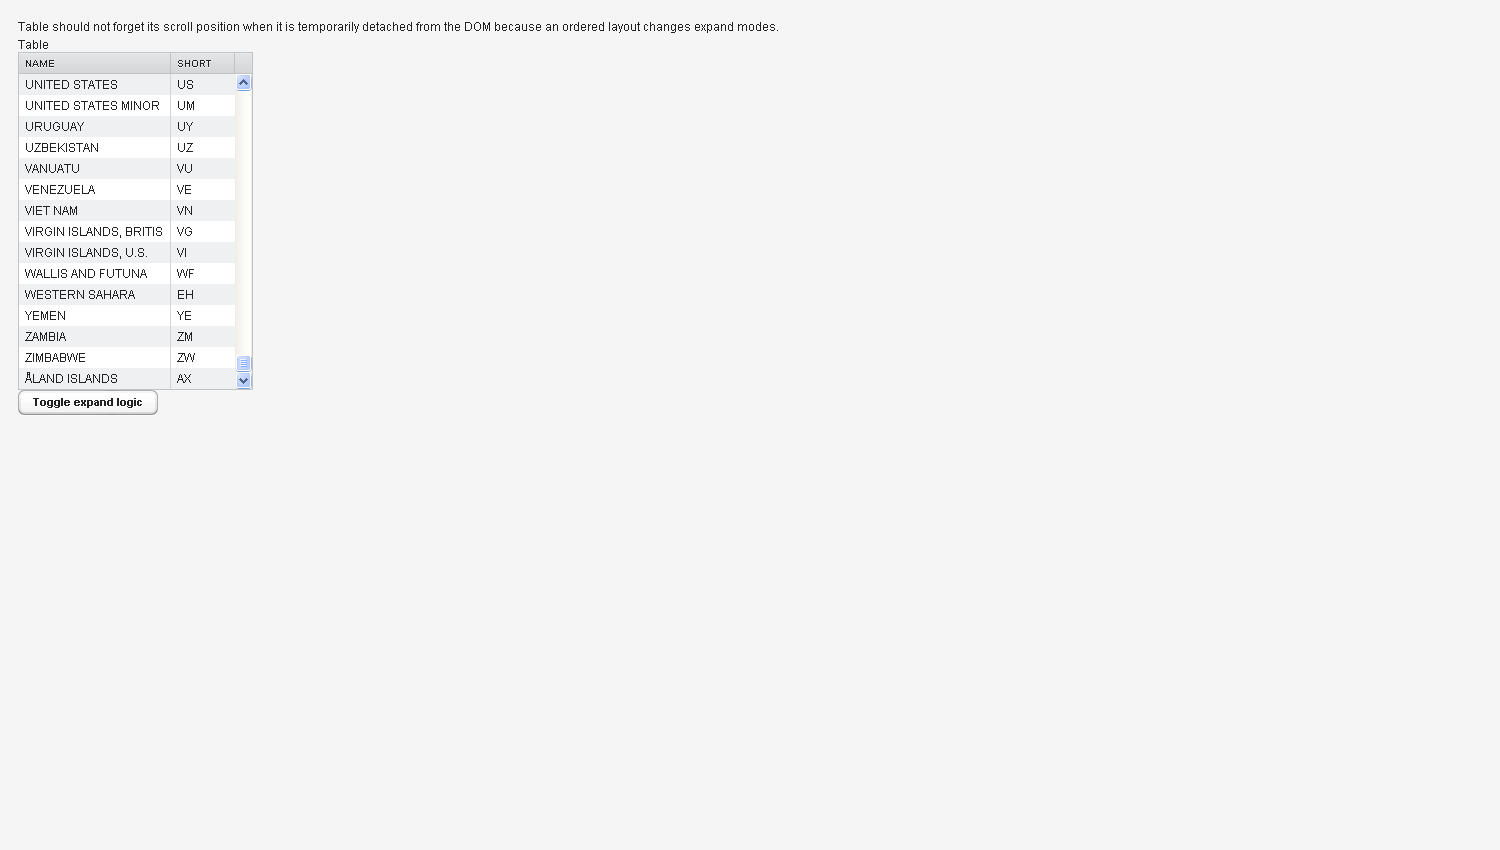 Table should not forget its scroll position when it is temporarily detached from the DOM because an ordered layout changes expand modes.
Table
NAME SHORT
UNITED STATES US
UNITED STATES MINOR UM
URUGUAY UY
UZBEKISTAN UZ
VANUATU VU
VENEZUELA VE
VIET NAM VN
VIRGIN ISLANDS, BRITIS VG
VIRGIN ISLANDS, U.S. VI
WALLIS AND FUTUNA WF
WESTERN SAHARA EH
YEMEN YE
ZAMBIA ZM
ZIMBABWE ZW
ÅLAND ISLANDS AX
Toggle expand logic